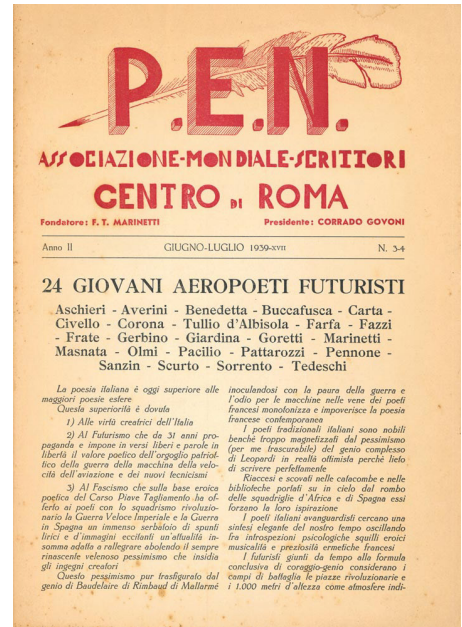 P.E.N.
ASSOCIAZIONE-MONDIALE-SCRITTORI
CENTRO DI ROMA
Fondatore: F. T. MARINETTI Presidente: CORRADO GOVONI
Anno II GIUGNO-LUGLIO 1939-XVII N. 3-4
24 GIOVANI AEROPOETI FUTURISTI
Aschieri - Averini - Benedetta - Buccafusca - Carta -
Civello - Corona - Tullio d'Albisola - Farfa - Fazzi
- Frate - Gerbino - Giardina - Goretti - Marinetti -
Masnata - Olmi - Pacilio - Pattarozzi - Pennone -
Sanzin - Scurto - Sorrento - Tedeschi
La poesia italiana è oggi superiore alle
maggiori poesie estere
Questa superiorità è dovuta
1) Alle virtù creatrici dell'Italia
2) Al Futurismo che da 31 anni pro-
paganda e impone in versi liberi e parole in
libertà il valore poetico dell'orgoglio patriot-
tico della guerra della macchina della velo-
cità dell'aviazione e dei nuovi tecnicismi
3) Al Fascismo che sulla base eroica
poetica del Carso Piave Tagliamento ha of-
ferto ai poeti con lo squadrismo rivoluzio-
nario la Guerra Veloce Imperiale e la Guerra
in Spagna un immenso serbatoio di spunti
lirici e d'immagini eccitanti un'attualità in-
somma adatta a rallegrare abolendo il sempre
rinascente velenoso pessimismo che insidia
gli ingegni creatori
Questo pessimismo pur trasfigurato dal
genio di Baudelaire di Rimbaud di Mallarmé
inoculandosi con la paura della guerra e
l'odio per le macchine nelle vene dei poeti
francesi monotonizza e impoverisce la poesia
francese contemporanea
I poeti tradizionali italiani sono nobili
benchè troppo magnetizzati dal pessimismo
(per me trascurabile) del genio complesso
di Leopardi in realtà ottimista perchè lieto
di scrivere perfettamente
Riaccesi e scovati nelle catacombe e nelle
biblioteche portati su in cielo dal rombo
delle squadriglie d'Africa e di Spagna essi
forzano la loro ispirazione
I poeti italiani avanguardisti cercano una
sintesi elegante del nostro tempo oscillando
fra introspezioni psicologiche squilli eroici
musicalità e preziosità ermetiche francesi
I futuristi giunti da tempo alla formula
conclusiva di coraggio-genio considerano i
campi di battaglia le piazze rivoluzionarie e
i 1.000 metri d'altezza come atmosfere indi-